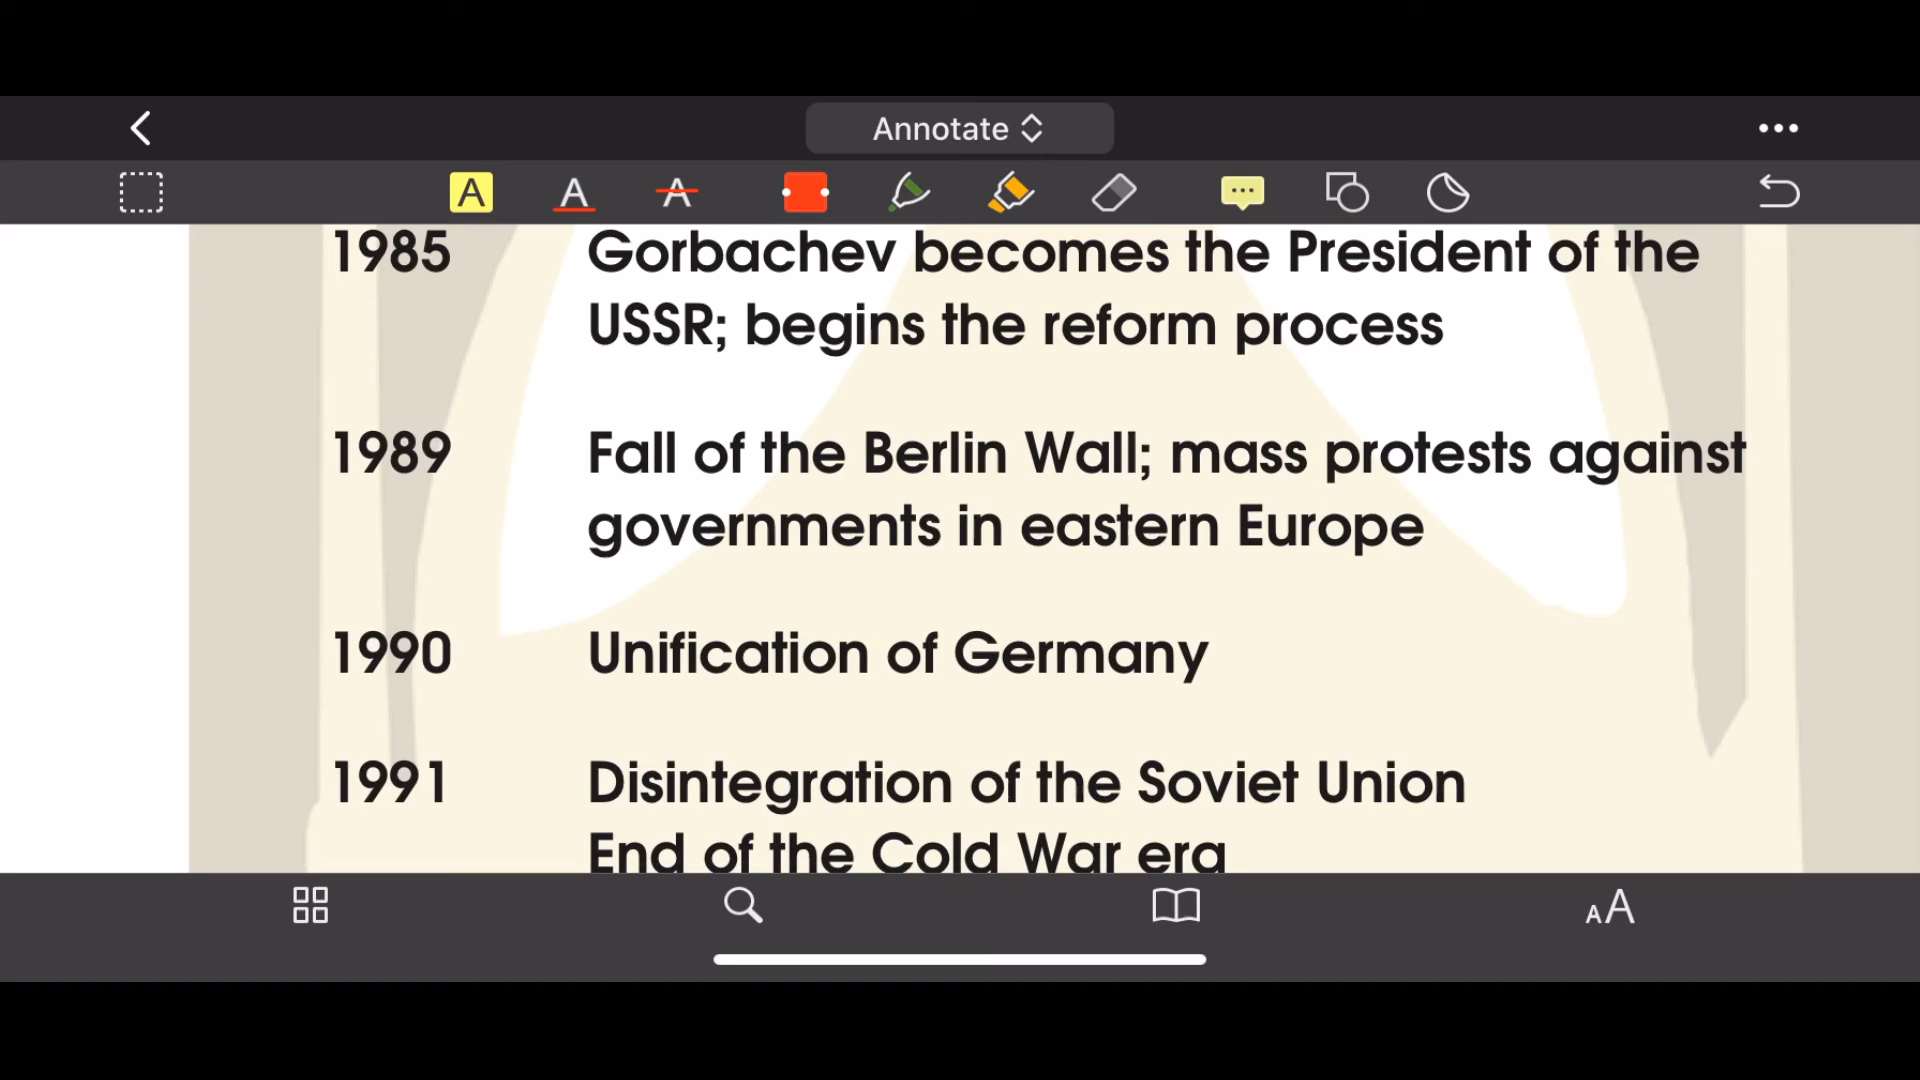 Annotate
A A A
1985 Gorbachev becomes the President of the
USSR; begins the reform process
1989 Fall of the Berlin Wall; mass protests against
governments in eastern Europe
1990 Unification of Germany
1991 Disintegration of the Soviet Union
End of the Cold War era
AA